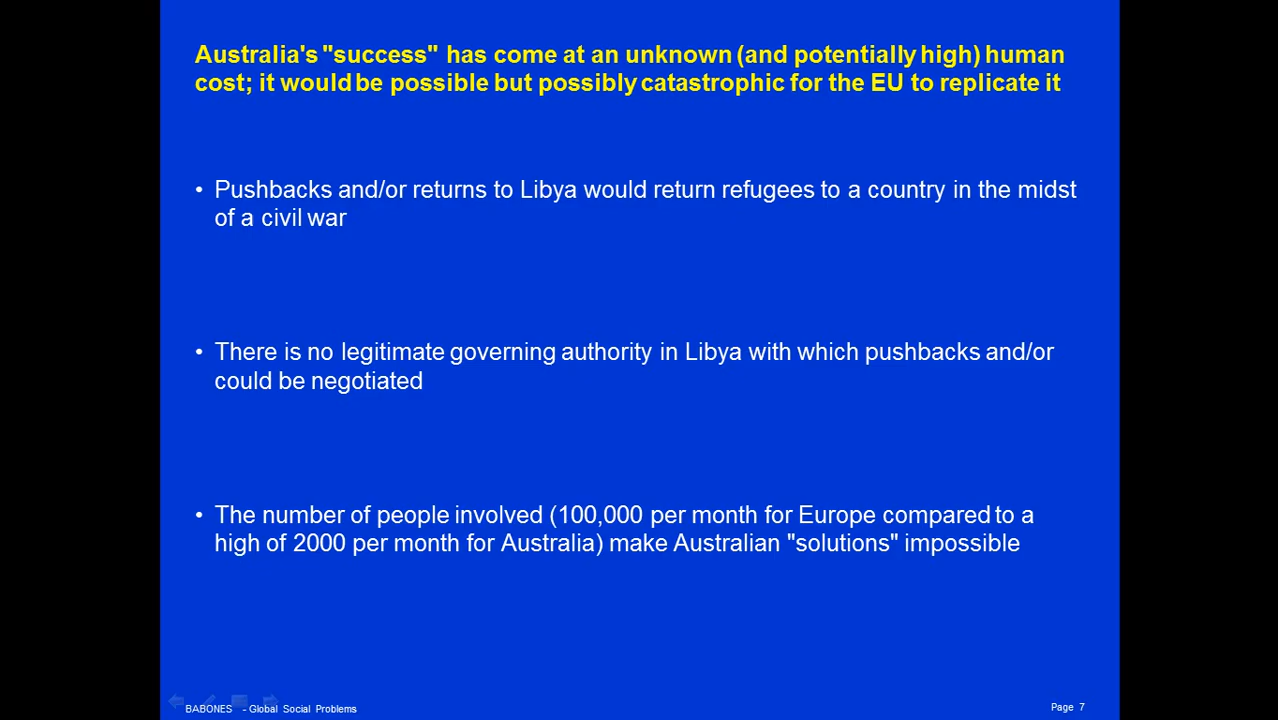 Australia's "success" has come at an unknown (and potentially high) human
cost; it would be possible but possibly catastrophic for the EU to replicate it
• Pushbacks and/or returns to Libya would return refugees to a country in the midst
of a civil war
• There is no legitimate governing authority in Libya with which pushbacks and/or
could be negotiated
• The number of people involved (100,000 per month for Europe compared to a
high of 2000 per month for Australia) make Australian "solutions" impossible
BABONES - Global Social Problems
Page 7